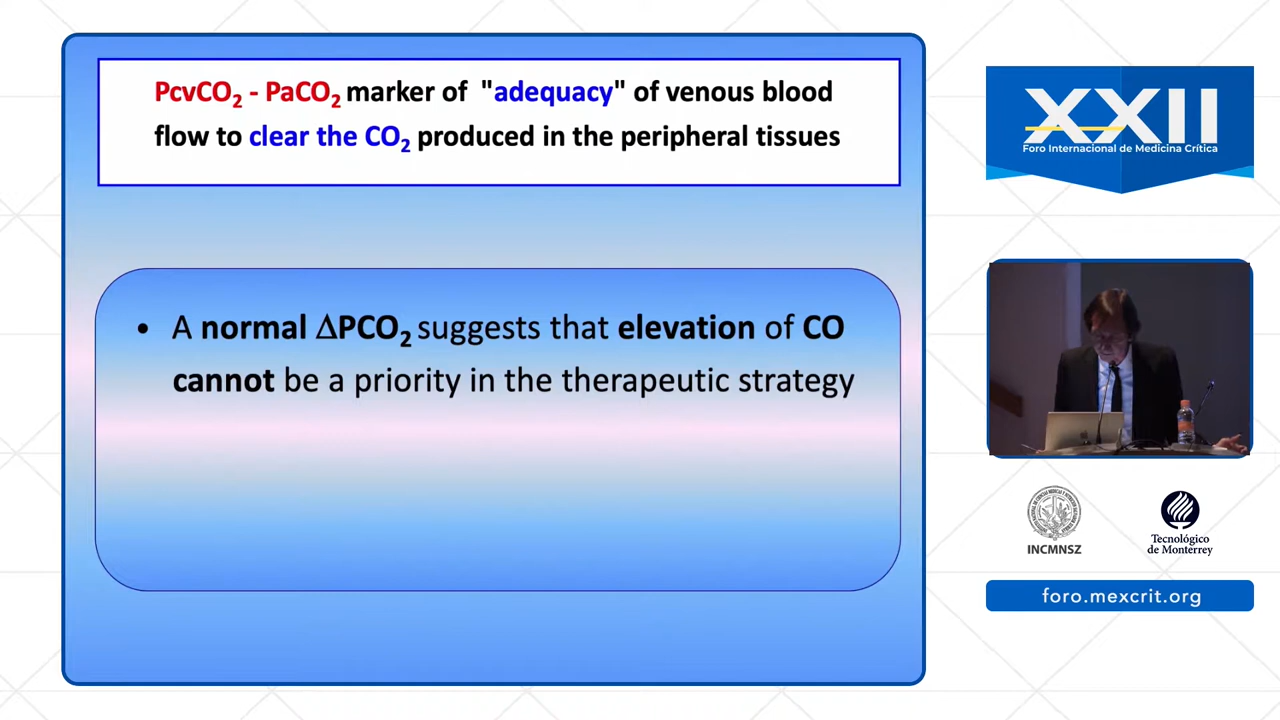 PcvCO₂ - PaCO₂ marker of "adequacy" of venous blood
flow to clear the CO₂ produced in the peripheral tissues
• A normal ΔPCO₂ suggests that elevation of CO
cannot be a priority in the therapeutic strategy
XXII
Foro Internacional de Medicina Crítica
INCMNSZ
Tecnológico
de Monterrey
foro.mexcrit.org